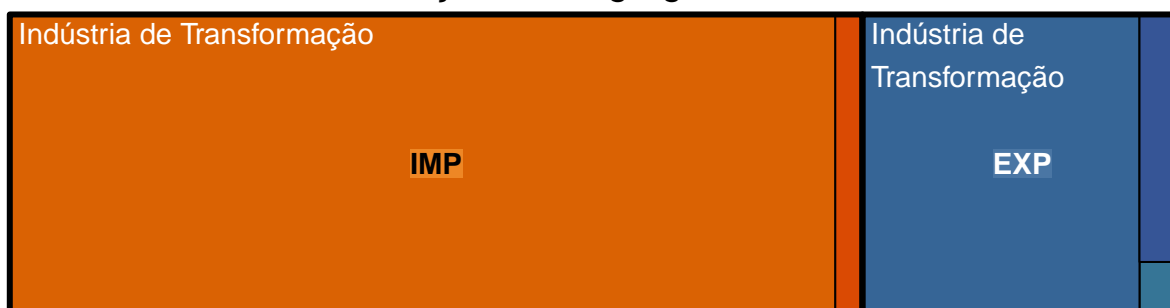 Indústria de Transformação
IMP
Indústria de
Transformação
EXP